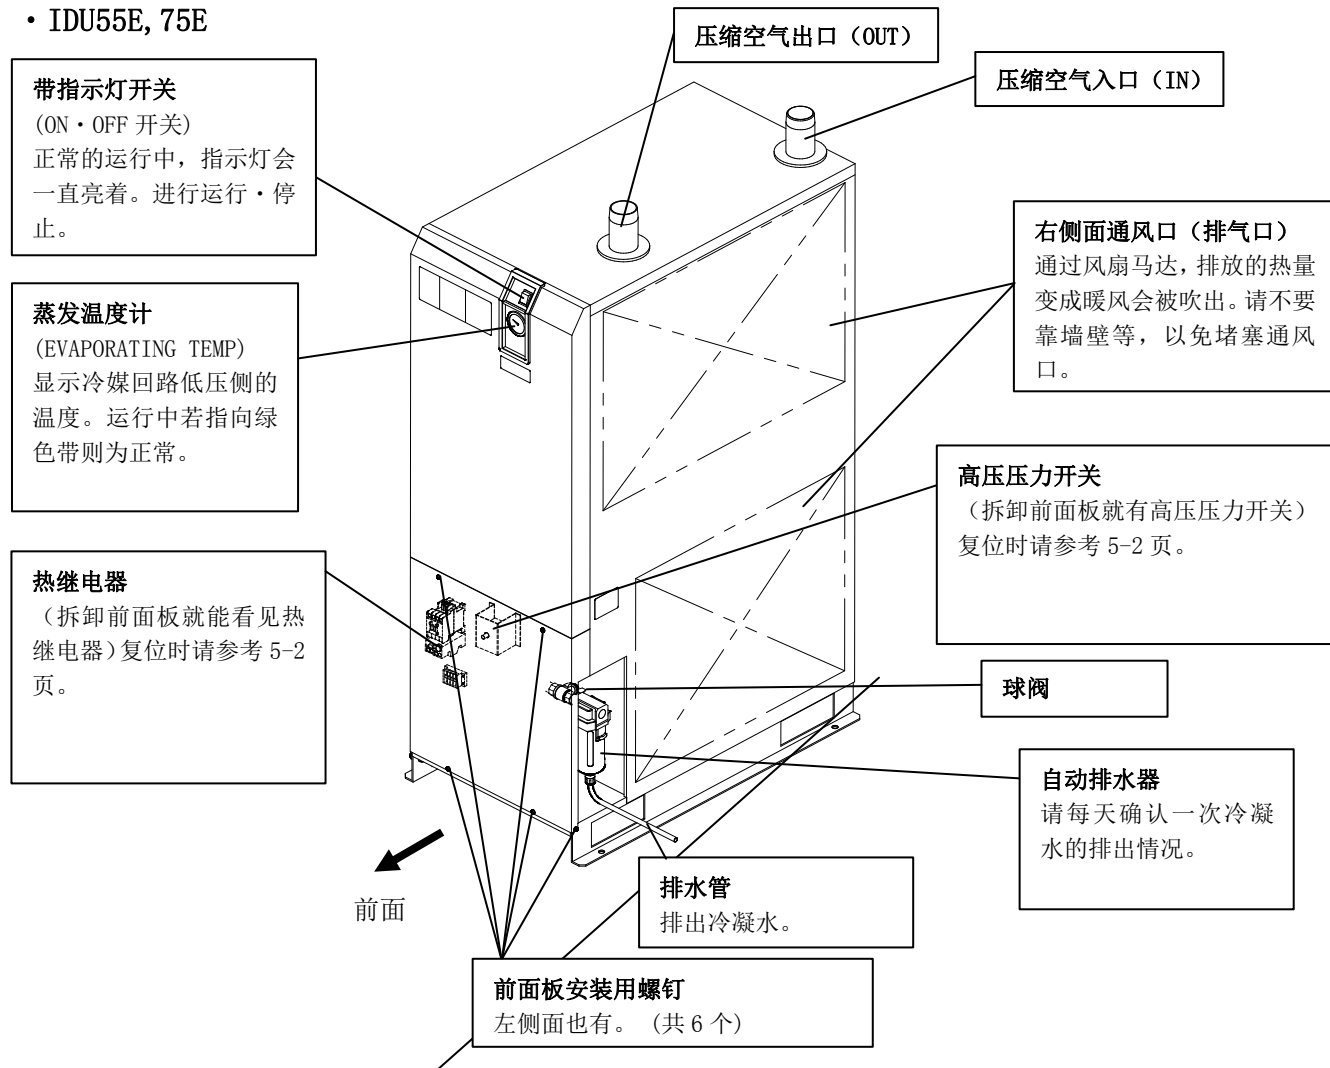 ・IDU55E, 75E
压缩空气出口（OUT）
压缩空气入口（IN）
带指示灯开关
(ON・OFF 开关)
正常的运行中，指示灯会
一直亮着。进行运行・停
止。
右侧面通风口（排气口）
通过风扇马达，排放的热量
变成暖风会被吹出。请不要
靠墙壁等，以免堵塞通风
口。
蒸发温度计
(EVAPORATING TEMP)
显示冷媒回路低压侧的
温度。运行中若指向绿
色带则为正常。
高压压力开关
（拆卸前面板就有高压压力开关）
复位时请参考 5-2 页。
热继电器
（拆卸前面板就能看见热
继电器）复位时请参考 5-2
页。
球阀
自动排水器
请每天确认一次冷凝
水的排出情况。
排水管
排出冷凝水。
前面
前面板安装用螺钉
左侧面也有。（共 6 个）